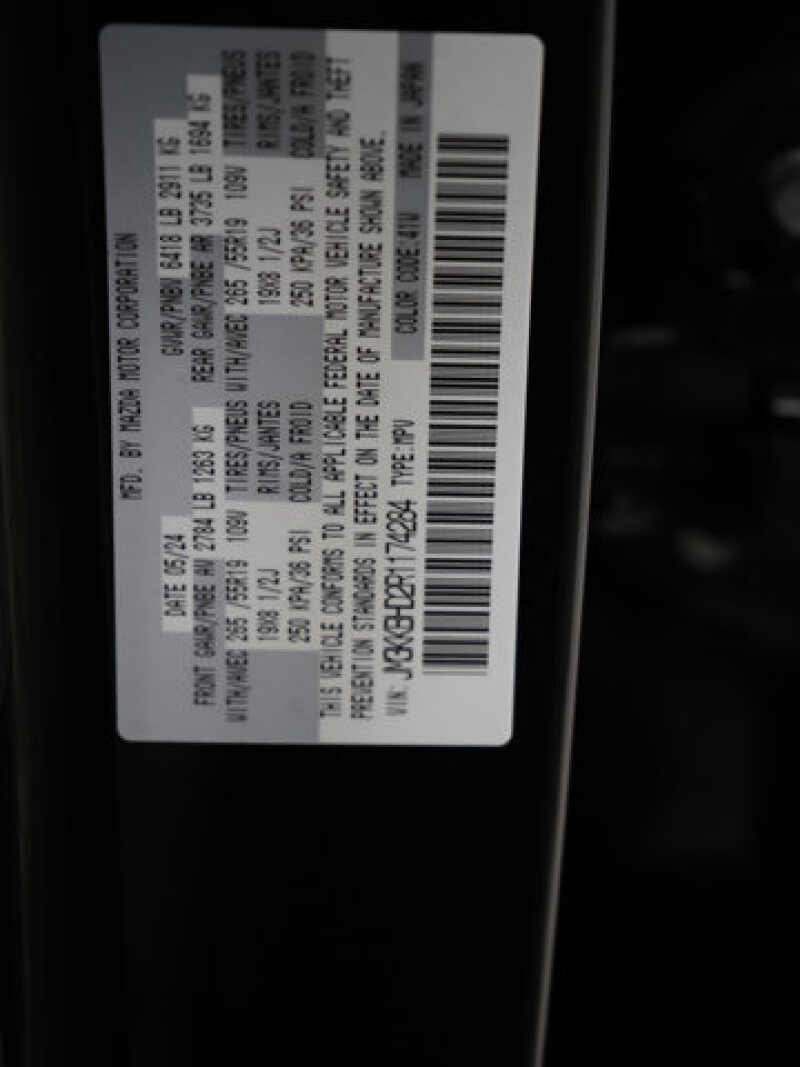 MFD. BY MAZDA MOTOR CORPORATION
DATE 05/24 GVWR/PNBV 6418 LB 2911 KG
FRONT GAWR/PNBE AV 2784 LB 1263 KG REAR GAWR/PNBE AR 3735 LB 1694 KG
WITH/AVEC 265 /55R19 109V TIRES/PNEUS WITH/AVEC 265 /55R19 109V TIRES/PNEUS
19X8 1/2J RIMS/JANTES 19X8 1/2J RIMS/JANTES
250 KPA/36 PSI COLD/A FROID 250 KPA/36 PSI COLD/A FROID
THIS VEHICLE CONFORMS TO ALL APPLICABLE FEDERAL MOTOR VEHICLE SAFETY AND THEFT
PREVENTION STANDARDS IN EFFECT ON THE DATE OF MANUFACTURE SHOWN ABOVE.
VIN: JM3KKBHD2R1174284 TYPE:MPV COLOR CODE:41W MADE IN JAPAN